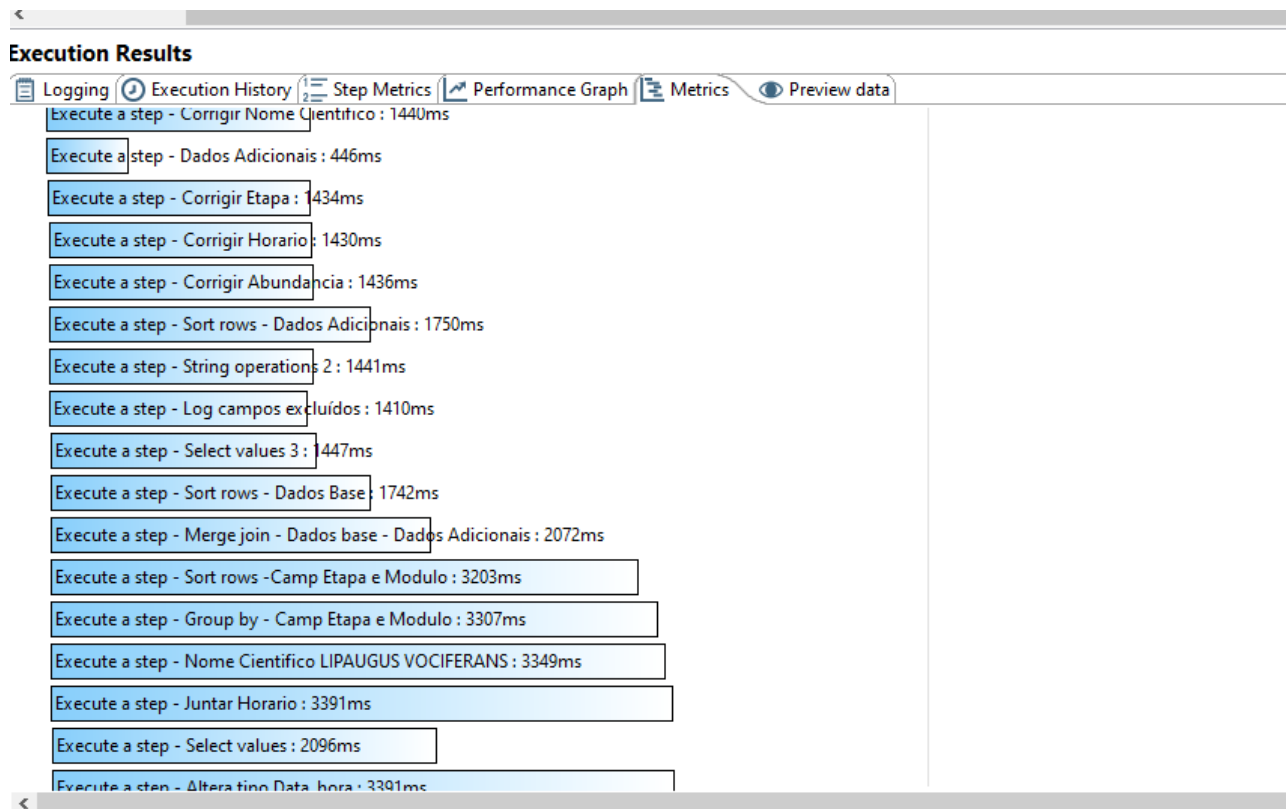 Execution Results
Logging Execution History Step Metrics Performance Graph Metrics Preview data
Execute a step - Corrigir Nome Cientifico : 1440ms
Execute a step - Dados Adicionais : 446ms
Execute a step - Corrigir Etapa : 1434ms
Execute a step - Corrigir Horario : 1430ms
Execute a step - Corrigir Abundancia : 1436ms
Execute a step - Sort rows - Dados Adicionais : 1750ms
Execute a step - String operations 2 : 1441ms
Execute a step - Log campos excluídos : 1410ms
Execute a step - Select values 3 : 1447ms
Execute a step - Sort rows - Dados Base : 1742ms
Execute a step - Merge join - Dados base - Dados Adicionais : 2072ms
Execute a step - Sort rows -Camp Etapa e Modulo : 3203ms
Execute a step - Group by - Camp Etapa e Modulo : 3307ms
Execute a step - Nome Cientifico LIPAUGUS VOCIFERANS : 3349ms
Execute a step - Juntar Horario : 3391ms
Execute a step - Select values : 2096ms
Execute a step - Altera tipo Data_hora : 3391ms